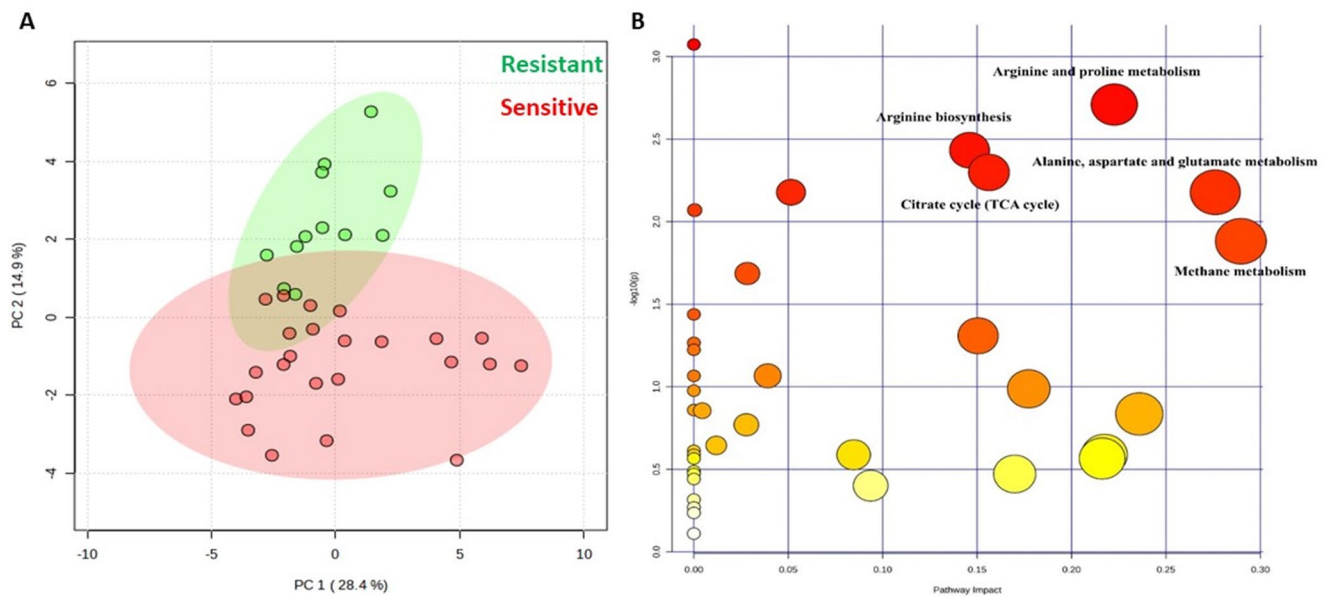 A
Resistant
Sensitive
6
4
2
0
-2
-4
PC 2 ( 14.9 %)
-10
-5
0
5
10
PC 1 ( 28.4 %)
B
Arginine and proline metabolism
Arginine biosynthesis
Alanine, aspartate and glutamate metabolism
Citrate cycle (TCA cycle)
Methane metabolism
3.0
2.5
2.0
1.5
1.0
0.5
0.0
-log10(p)
0.00
0.05
0.10
0.15
0.20
0.25
0.30
Pathway Impact